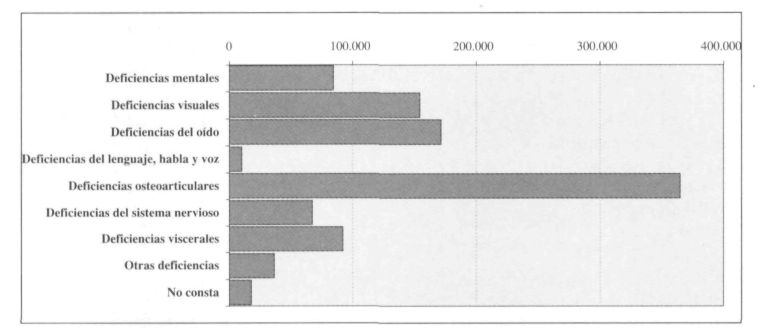 0 100.000 200.000 300.000 400.000
Deficiencias mentales
Deficiencias visuales
Deficiencias del oído
Deficiencias del lenguaje, habla y voz
Deficiencias osteoarticulares
Deficiencias del sistema nervioso
Deficiencias viscerales
Otras deficiencias
No consta